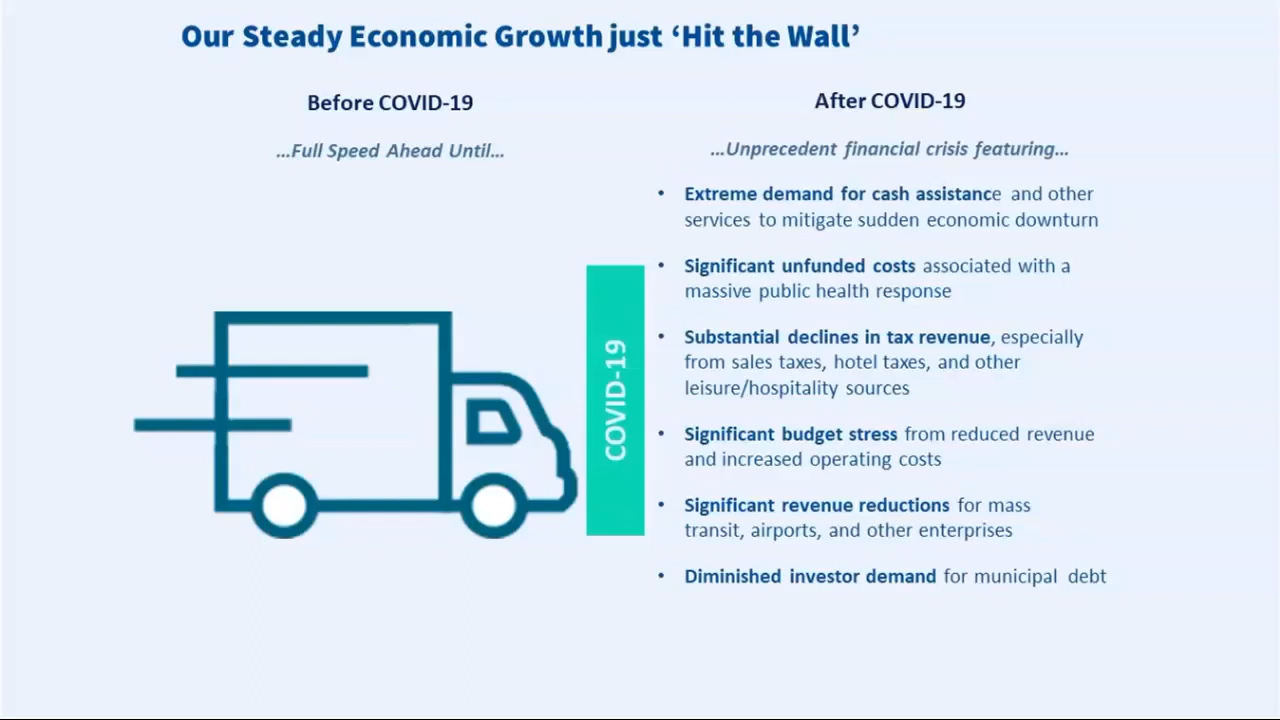 Our Steady Economic Growth just ‘Hit the Wall’
Before COVID-19
...Full Speed Ahead Until...
COVID-19
After COVID-19
...Unprecedent financial crisis featuring...
• Extreme demand for cash assistance and other
services to mitigate sudden economic downturn
• Significant unfunded costs associated with a
massive public health response
• Substantial declines in tax revenue, especially
from sales taxes, hotel taxes, and other
leisure/hospitality sources
• Significant budget stress from reduced revenue
and increased operating costs
• Significant revenue reductions for mass
transit, airports, and other enterprises
• Diminished investor demand for municipal debt